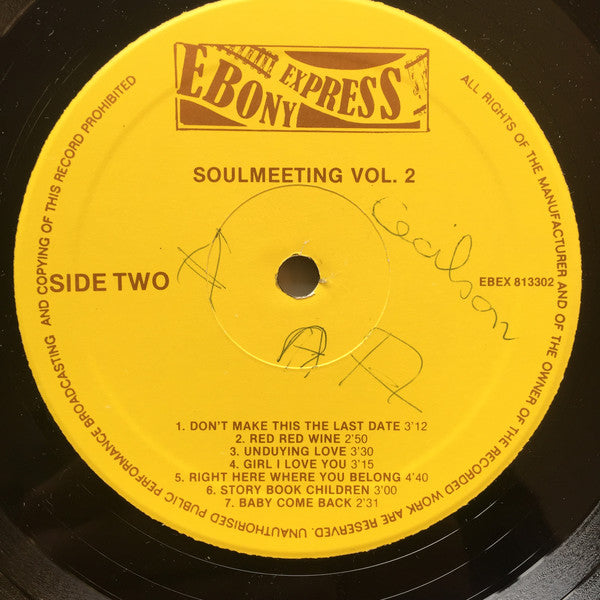 EBONY EXPRESS
SOULMEETING VOL. 2
SIDE TWO
EBEX 813302
1. DON'T MAKE THIS THE LAST DATE 3'12
2. RED RED WINE 2'50
3. UNDUYING LOVE 3'30
4. GIRL I LOVE YOU 3'15
5. RIGHT HERE WHERE YOU BELONG 4'40
6. STORY BOOK CHILDREN 3'00
7. BABY COME BACK 2'31
ALL RIGHTS OF THE MANUFACTURER AND OF THE OWNER OF THE RECORDED WORK ARE RESERVED. UNAUTHORISED PUBLIC PERFORMANCE BROADCASTING AND COPYING OF THIS RECORD PROHIBITED